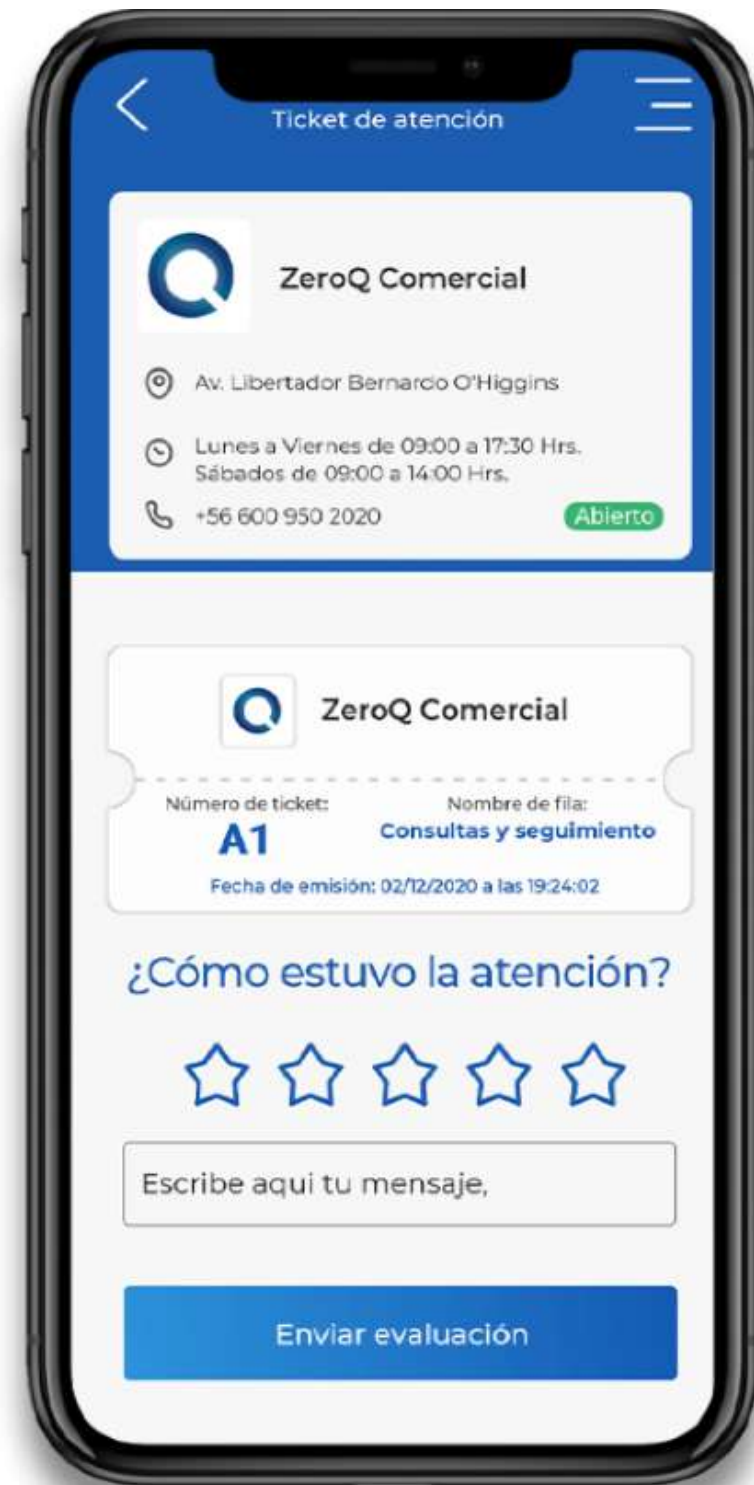 Ticket de atención
ZeroQ Comercial
Av. Libertador Bernardo O'Higgins
Lunes a Viernes de 09:00 a 17:30 Hrs.
Sábados de 09:00 a 14:00 Hrs.
+56 600 950 2020
Abierto
ZeroQ Comercial
Número de ticket:
A1
Nombre de fila:
Consultas y seguimiento
Fecha de emisión: 02/12/2020 a las 19:24:02
¿Cómo estuvo la atención?
Escribe aqui tu mensaje,
Enviar evaluación